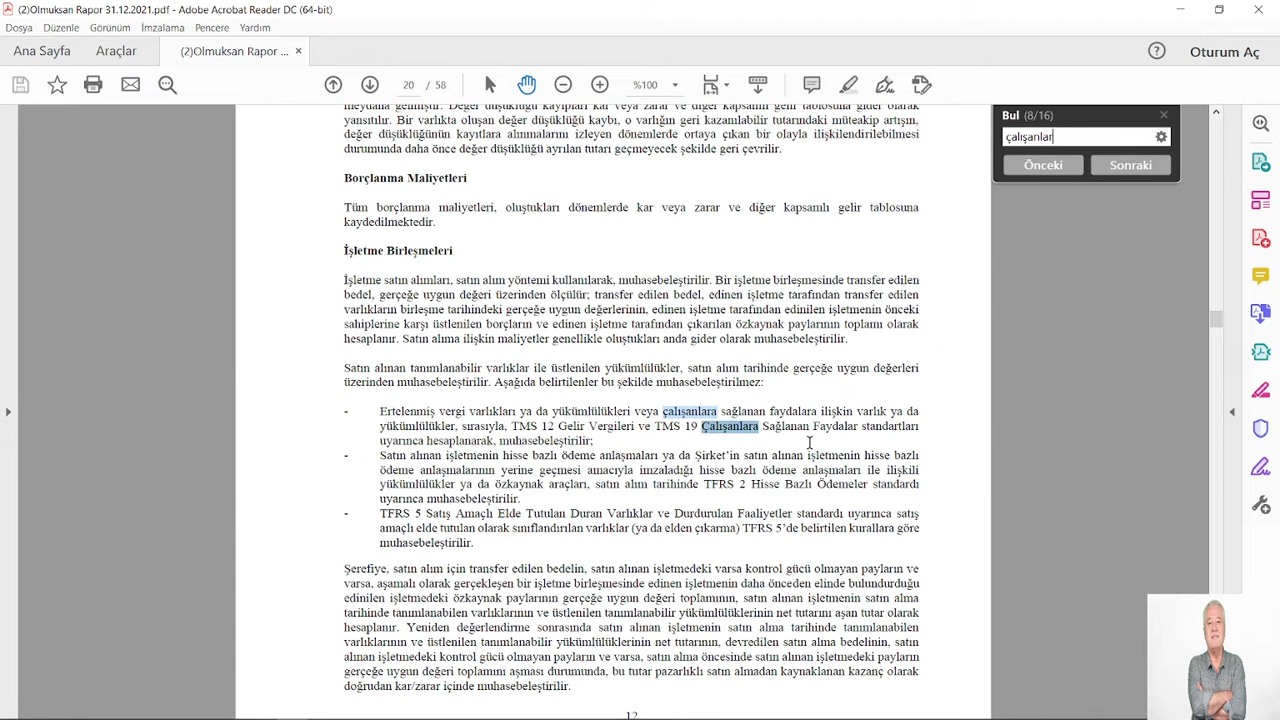 (2)Olmuksan Rapor 31.12.2021.pdf - Adobe Acrobat Reader DC (64-bit)
Dosya Düzenle Görünüm İmzalama Pencere Yardım
Ana Sayfa Araçlar (2)Olmuksan Rapor ... × Oturum Aç
20 / 58 %100
Bul (8/16)
çalışanlar
Önceki Sonraki
meydana gelmiştir. Değer düşüklüğü kayıpları kar veya zarar ve diğer kapsamlı gelir tablosuna gider olarak
yansıtılır. Bir varlıkta oluşan değer düşüklüğü kaybı, o varlığın geri kazanılabilir tutarındaki müteakip artışın,
değer düşüklüğünün kayıtlara alınmalarını izleyen dönemlerde ortaya çıkan bir olayla ilişkilendirilebilmesi
durumunda daha önce değer düşüklüğü ayrılan tutarı geçmeyecek şekilde geri çevrilir.
Borçlanma Maliyetleri
Tüm borçlanma maliyetleri, oluştukları dönemlerde kar veya zarar ve diğer kapsamlı gelir tablosuna
kaydedilmektedir.
İşletme Birleşmeleri
İşletme satın alımları, satın alım yöntemi kullanılarak, muhasebeleştirilir. Bir işletme birleşmesinde transfer edilen
bedel, gerçeğe uygun değeri üzerinden ölçülür; transfer edilen bedel, edinen işletme tarafından transfer edilen
varlıkların birleşme tarihindeki gerçeğe uygun değerlerinin, edinen işletme tarafından edinilen işletmenin önceki
sahiplerine karşı üstlenilen borçların ve edinen işletme tarafından çıkarılan özkaynak paylarının toplamı olarak
hesaplanır. Satın alıma ilişkin maliyetler genellikle oluştukları anda gider olarak muhasebeleştirilir.
Satın alınan tanımlanabilir varlıklar ile üstlenilen yükümlülükler, satın alım tarihinde gerçeğe uygun değerleri
üzerinden muhasebeleştirilir. Aşağıda belirtilenler bu şekilde muhasebeleştirilmez:
- Ertelenmiş vergi varlıkları ya da yükümlülükleri veya çalışanlara sağlanan faydalara ilişkin varlık ya da
yükümlülükler, sırasıyla, TMS 12 Gelir Vergileri ve TMS 19 Çalışanlara Sağlanan Faydalar standartları
uyarınca hesaplanarak, muhasebeleştirilir;
- Satın alınan işletmenin hisse bazlı ödeme anlaşmaları ya da Şirket'in satın alınan işletmenin hisse bazlı
ödeme anlaşmalarının yerine geçmesi amacıyla imzaladığı hisse bazlı ödeme anlaşmaları ile ilişkili
yükümlülükler ya da özkaynak araçları, satın alım tarihinde TFRS 2 Hisse Bazlı Ödemeler standardı
uyarınca muhasebeleştirilir.
- TFRS 5 Satış Amaçlı Elde Tutulan Duran Varlıklar ve Durdurulan Faaliyetler standardı uyarınca satış
amaçlı elde tutulan olarak sınıflandırılan varlıklar (ya da elden çıkarma) TFRS 5'de belirtilen kurallara göre
muhasebeleştirilir.
Şerefiye, satın alım için transfer edilen bedelin, satın alınan işletmedeki varsa kontrol gücü olmayan payların ve
varsa, aşamalı olarak gerçekleşen bir işletme birleşmesinde edinen işletmenin daha önceden elinde bulundurduğu
edinilen işletmedeki özkaynak paylarının gerçeğe uygun değeri toplamının, satın alınan işletmenin satın alma
tarihinde tanımlanabilen varlıklarının ve üstlenilen tanımlanabilir yükümlülüklerinin net tutarını aşan tutar olarak
hesaplanır. Yeniden değerlendirme sonrasında satın alınan işletmenin satın alma tarihinde tanımlanabilen
varlıklarının ve üstlenilen tanımlanabilir yükümlülüklerinin net tutarının, devredilen satın alma bedelinin, satın
alınan işletmedeki kontrol gücü olmayan payların ve varsa, satın alma öncesinde satın alınan işletmedeki payların
gerçeğe uygun değeri toplamını aşması durumunda, bu tutar pazarlıklı satın almadan kaynaklanan kazanç olarak
doğrudan kar/zarar içinde muhasebeleştirilir.
12